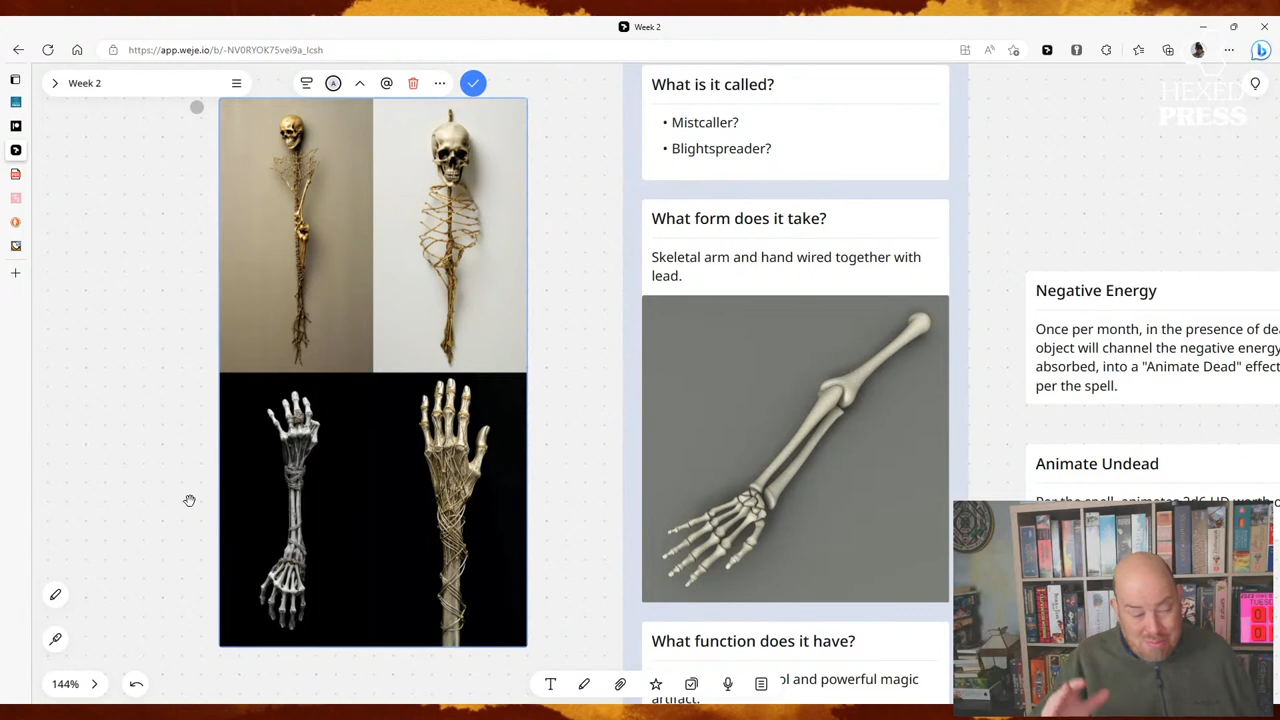 Week 2
https://app.weje.io/b/-NV0RYOK75vei9a_lcsh
Week 2
HEXED
PRESS
What is it called?
• Mistcaller?
• Blightspreader?
What form does it take?
Skeletal arm and hand wired together with
lead.
Negative Energy
Once per month, in the presence of
object will channel the negative energy
absorbed, into a "Animate Dead"
per the spell.
Animate Undead
What function does it have?
and powerful magic
artifact.
144%